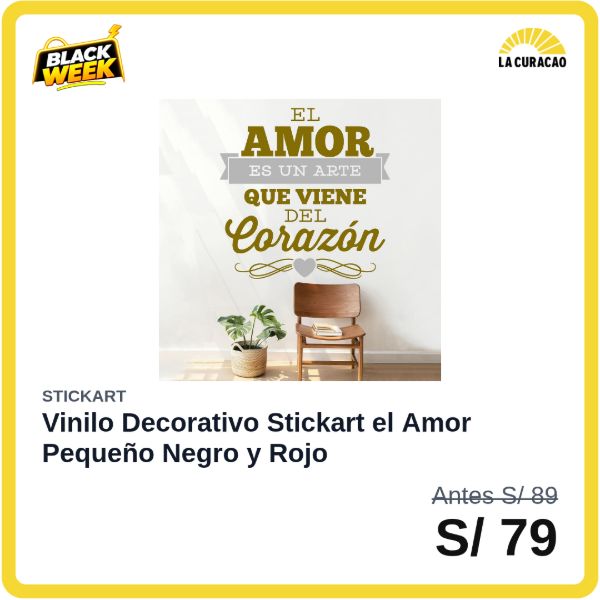 BLACK
WEEK
LA CURACAO
EL
AMOR
ES UN ARTE
QUE VIENE
DEL
Corazón
STICKART
Vinilo Decorativo Stickart el Amor
Pequeño Negro y Rojo
Antes S/ 89
S/ 79